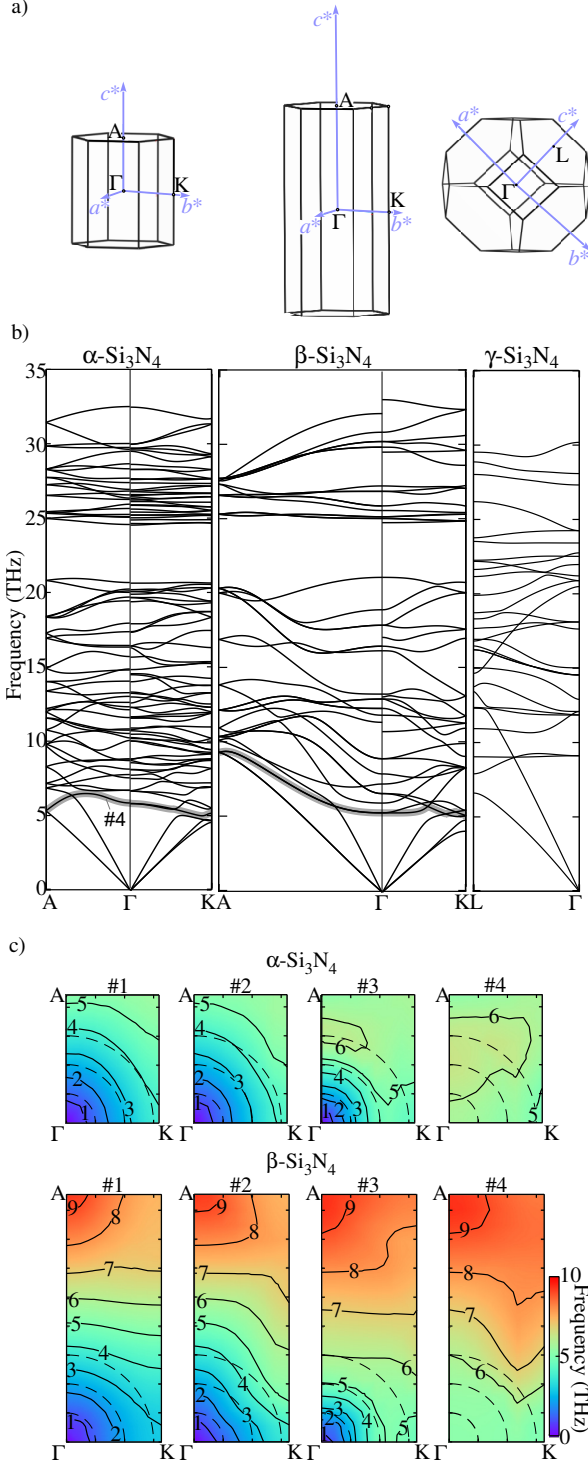 a)
c* c* a* c*
A A L
Γ K K Γ
a* b* a* Γ b* b*
b)
α-Si₃N₄ β-Si₃N₄ γ-Si₃N₄
Frequency (THz)
35
30
25
20
15
10
5
#4
0
A Γ K A Γ K L Γ
c)
α-Si₃N₄
#1 #2 #3 #4
A A A A
5 5 6 6
4 4 6
2 2 3 4
1 3 1 1 2 3 5 5
Γ K Γ K Γ K Γ K
β-Si₃N₄
#1 #2 #3 #4
A A A A
9 9 9 9
8 8 8 8
7 7 7 7
6 6 6 6
5 5 5
4 4 4
3 3 3
2 2 2
1 1 1 5
Γ K Γ K Γ K Γ K
10
Frequency (THz)
0